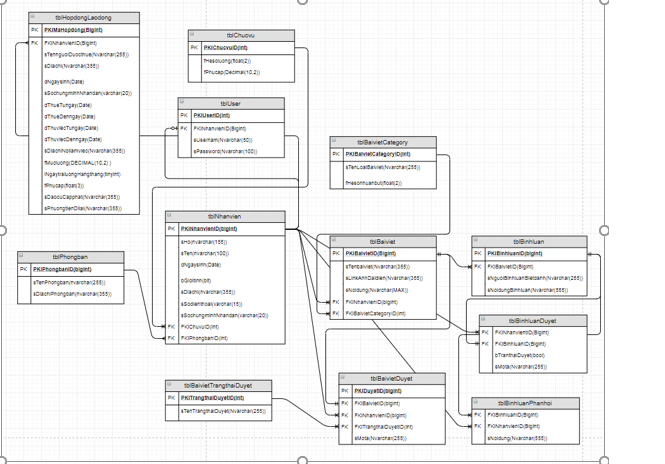 tblHopdongLaodong
PK PKIMaHopdong(BigInt)
FK FKINhanvienID(BigInt)
sTennguoiDuocthue(Nvarchar(255))
sDiachi(Nvarchar(355))
dNgaysinh(Date)
sSochungminhNhandan(varchar(20))
dThueTungay(Date)
dThueDenngay(Date)
dThuviecTungay(Date)
dThuviecDenngay(Date)
sDiachiNoilamviec(Nvarchar(355))
fMucluong(DECIMAL(10,2) )
iNgaytraluongHangthang(tinyint)
fPhucap(float(3))
sDaouCapphat(Nvarchar(355))
sPhuongtienDilai(Nvarchar(355))
tblChucvu
PK PKIChucvuID(int)
fHesoluong(float(2))
fPhucap(Decimal(10,2))
tblUser
PK PKIUserID(int)
FK FKINhanvienID(BigInt)
sUsernam(Nvarchar(50))
sPassword(Nvarchar(100))
tblBaivietCategory
PK PKIBaivietCategoryID(int)
sTenLoaiBaiviet(Nvarchar(255))
fHesonhuanbut(float(2))
tblNhanvien
PK PKINhanvienID(bigint)
sHo(nvarchar(155))
sTen(nvarchar(100))
dNgaysinh(Date)
bGioitinh(bit)
sDiachi(nvarchar(355))
sSodienthoai(varchar(15))
sSochungminhNhandan(varchar(20))
FK FKIChuvuID(int)
FK FKIPhongbanID(int)
tblPhongban
PK PKIPhongbanID(bigint)
sTenPhongban(nvarchar(255))
sDiachiPhongban(nvarchar(355))
tblBaiviet
PK PKIBaivietID(BigInt)
sTenbaiviet(Nvarchar(355))
sLinkAnhDaidien(Nvarchar(355))
sNoidung(Nvarchar(MAX))
FK FKINhanvienID(bigint)
FK FKIBaivietCategoryID(int)
tblBinhluan
PK PKIBinhluanID(bigint)
FK FKIBaivietID(BigInt)
sNguoiBinhluanBietdanh(Nvarchar(255))
sNoidungBinhluan(Nvarchar(555))
tblBinhluanDuyet
FK FKINhanvienID(Bigint)
FK FKIBinhluanID(Bigint)
bTranthaiDuyet(bool)
sMota(Nvarchar(255))
tblBaivietTrangthaiDuyet
PK PKITrangthaiDuyetID(int)
sTenTrangthaiDuyet(Nvarchar(255))
tblBaivietDuyet
PK PKIDuyetID(bigint)
FK FKIBaivietID(bigint)
FK FKINhanvienID(bigint)
FK FKITrangthaiDuyetID(int)
sMota(Nvarchar(255))
tblBinhluanPhanhoi
FK FKIBinhluanID(BigInt)
FK FKINhanvienID(BigInt)
sNoidung(Nvarchar(555))